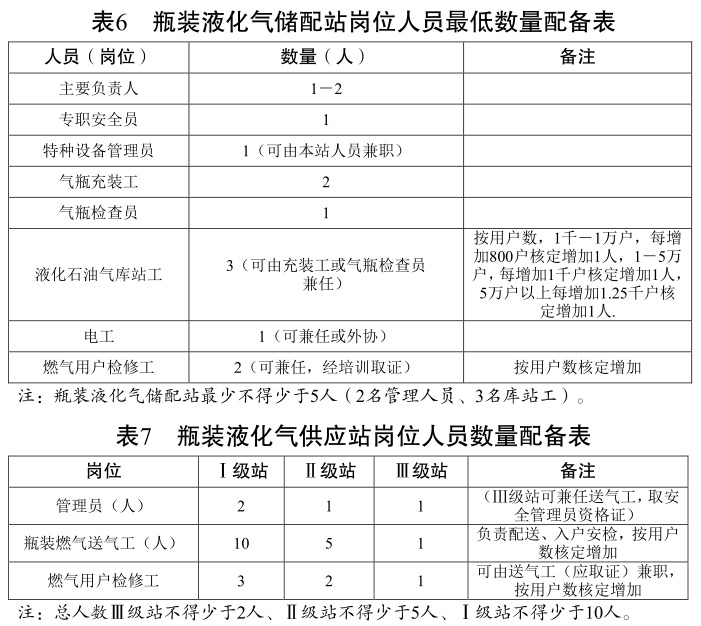 表6 瓶装液化气储配站岗位人员最低数量配备表
人员（岗位） 数量（人） 备注
主要负责人 1－2
专职安全员 1
特种设备管理员 1（可由本站人员兼职）
气瓶充装工 2
气瓶检查员 1
液化石油气库站工 3（可由充装工或气瓶检查员
兼任）
按用户数，1千－1万户，每增
加800户核定增加1人，1－5万
户，每增加1千户核定增加1人，
5万户以上每增加1.25千户核
定增加1人.
电工 1（可兼任或外协）
燃气用户检修工 2（可兼任，经培训取证） 按用户数核定增加
注：瓶装液化气储配站最少不得少于5人（2名管理人员、3名库站工）。
表7 瓶装液化气供应站岗位人员数量配备表
岗位 Ⅰ级站 Ⅱ级站 Ⅲ级站 备注
管理员（人） 2 1 1 （Ⅲ级站可兼任送气工，取安
全管理员资格证）
瓶装燃气送气工（人） 10 5 1 负责配送、入户安检，按用户
数核定增加
燃气用户检修工 3 2 1 可由送气工（应取证）兼职，
按用户数核定增加
注：总人数Ⅲ级站不得少于2人、Ⅱ级站不得少于5人、Ⅰ级站不得少于10人。